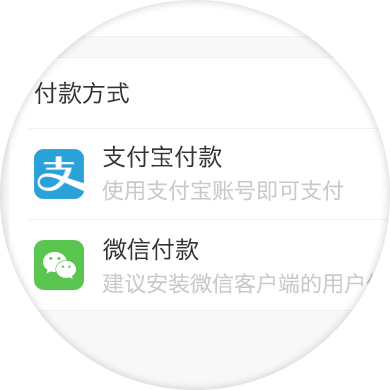 付款方式
支付宝付款
使用支付宝账号即可支付
微信付款
建议安装微信客户端的用户